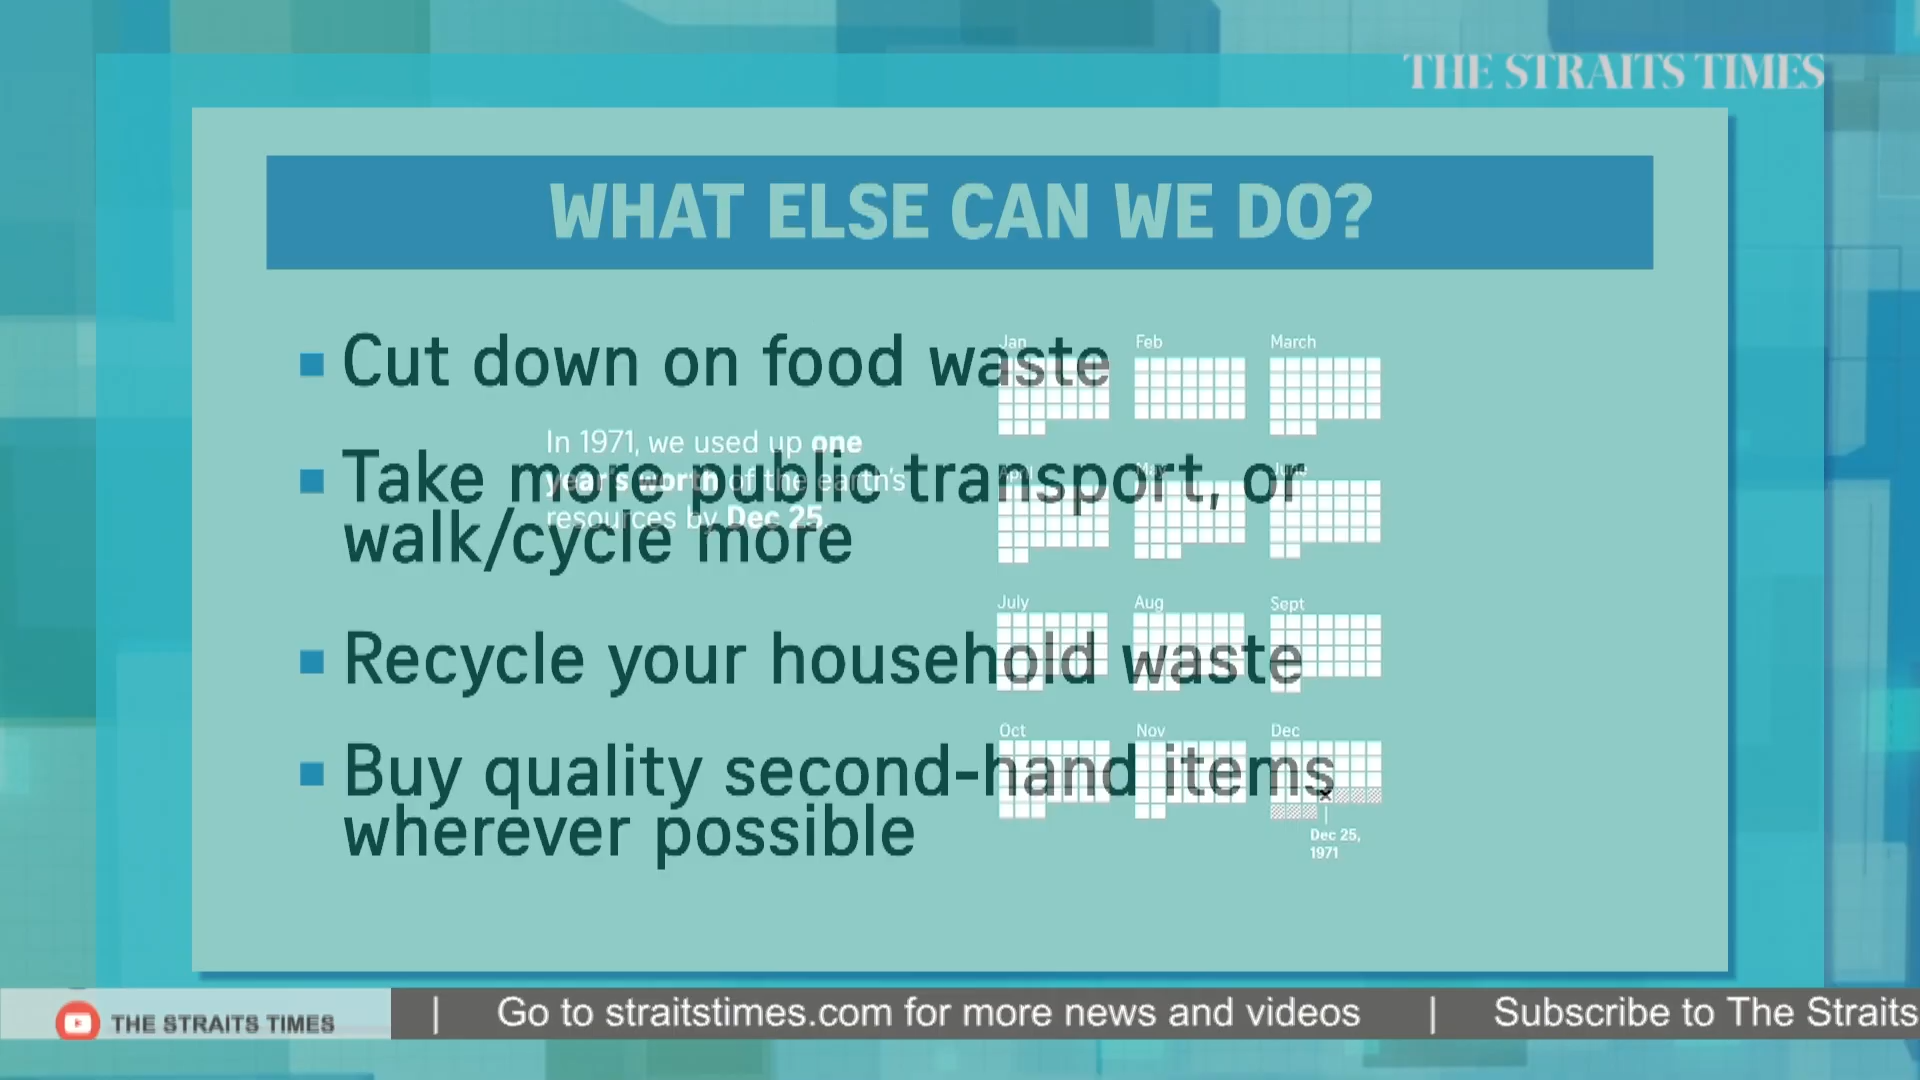 THE STRAITS TIMES
WHAT ELSE CAN WE DO?
Cut down on food waste
Take more public transport, or
walk/cycle more
Recycle your household waste
Buy quality second-hand items
wherever possible
In 1971, we used up one
year's worth of the earth's
resources by Dec 25.
Jan Feb March
April May June
July Aug Sept
Oct Nov Dec
Dec 25,
1971
THE STRAITS TIMES
| Go to straitstimes.com for more news and videos | Subscribe to The Straits